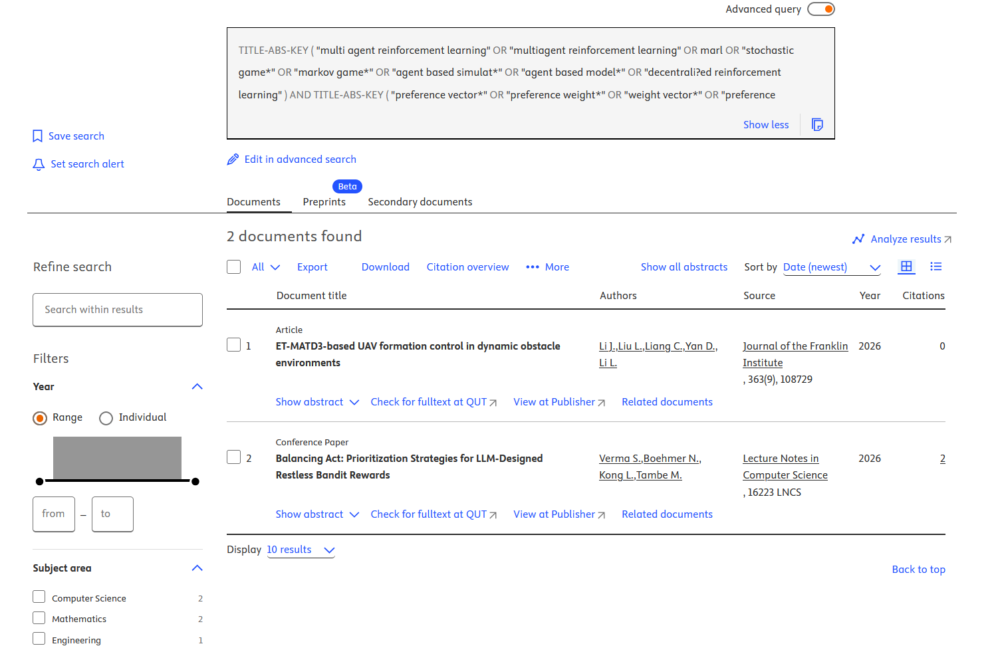 Advanced query
TITLE-ABS-KEY ( "multi agent reinforcement learning" OR "multiagent reinforcement learning" OR marl OR "stochastic
game*" OR "markov game*" OR "agent based simulat*" OR "agent based model*" OR "decentrali?ed reinforcement
learning" ) AND TITLE-ABS-KEY ( "preference vector*" OR "preference weight*" OR "weight vector*" OR "preference
Show less
Save search
Set search alert
Edit in advanced search
Beta
Documents Preprints Secondary documents
2 documents found
Analyze results
Refine search
All Export Download Citation overview ••• More Show all abstracts Sort by Date (newest)
Document title Authors Source Year Citations
Search within results
Article
1 ET-MATD3-based UAV formation control in dynamic obstacle Li J.,Liu L.,Liang C.,Yan D., Journal of the Franklin 2026 0
environments Li L. Institute
, 363(9), 108729
Show abstract Check for fulltext at QUT View at Publisher Related documents
Filters
Year
Range Individual
Conference Paper
2 Balancing Act: Prioritization Strategies for LLM-Designed Verma S.,Boehmer N., Lecture Notes in 2026 2
Restless Bandit Rewards Kong L.,Tambe M. Computer Science
, 16223 LNCS
Show abstract Check for fulltext at QUT View at Publisher Related documents
from – to
Display 10 results
Back to top
Subject area
Computer Science 2
Mathematics 2
Engineering 1